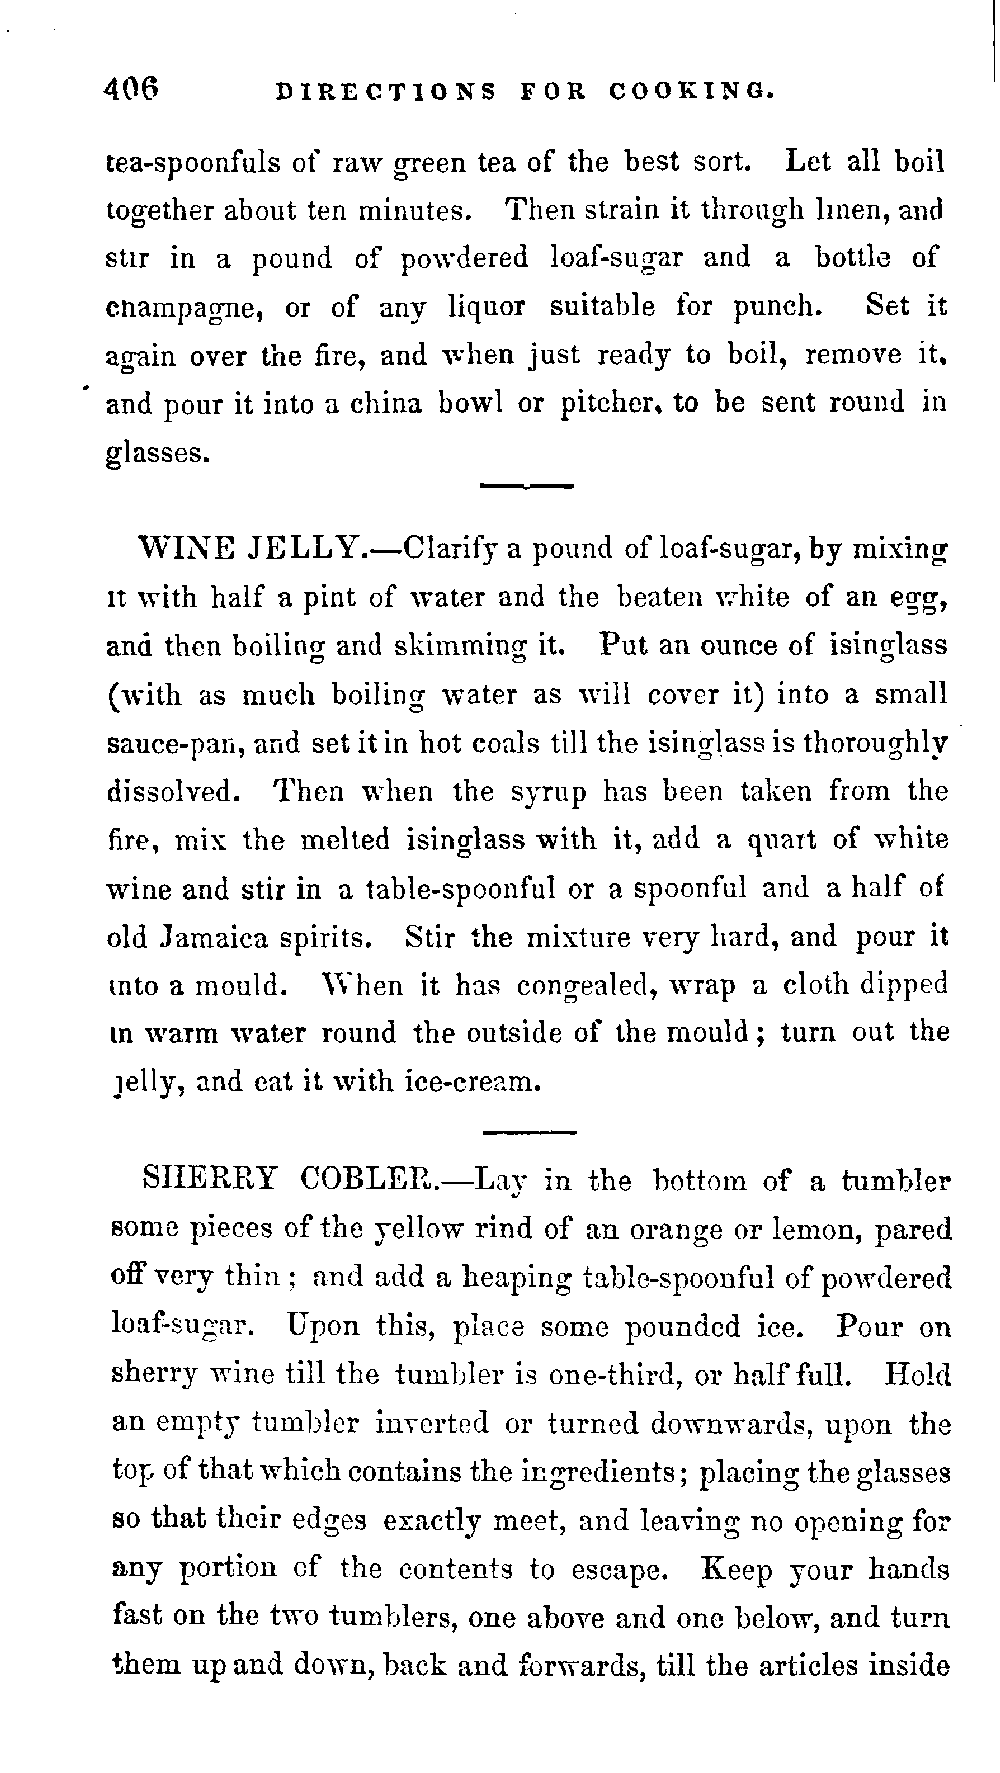 406 DIRECTIONS FOR COOKING.
tea-spoonfuls of raw green tea of the best sort. Let all boil
together about ten minutes. Then strain it through linen, and
stir in a pound of powdered loaf-sugar and a bottle of
champagne, or of any liquor suitable for punch. Set it
again over the fire, and when just ready to boil, remove it,
and pour it into a china bowl or pitcher, to be sent round in
glasses.
WINE JELLY.—Clarify a pound of loaf-sugar, by mixing
it with half a pint of water and the beaten white of an egg,
and then boiling and skimming it. Put an ounce of isinglass
(with as much boiling water as will cover it) into a small
sauce-pan, and set it in hot coals till the isinglass is thoroughly
dissolved. Then when the syrup has been taken from the
fire, mix the melted isinglass with it, add a quart of white
wine and stir in a table-spoonful or a spoonful and a half of
old Jamaica spirits. Stir the mixture very hard, and pour it
into a mould. When it has congealed, wrap a cloth dipped
in warm water round the outside of the mould; turn out the
jelly, and eat it with ice-cream.
SHERRY COBLER.—Lay in the bottom of a tumbler
some pieces of the yellow rind of an orange or lemon, pared
off very thin; and add a heaping table-spoonful of powdered
loaf-sugar. Upon this, place some pounded ice. Pour on
sherry wine till the tumbler is one-third, or half full. Hold
an empty tumbler inverted or turned downwards, upon the
top of that which contains the ingredients; placing the glasses
so that their edges exactly meet, and leaving no opening for
any portion of the contents to escape. Keep your hands
fast on the two tumblers, one above and one below, and turn
them up and down, back and forwards, till the articles inside